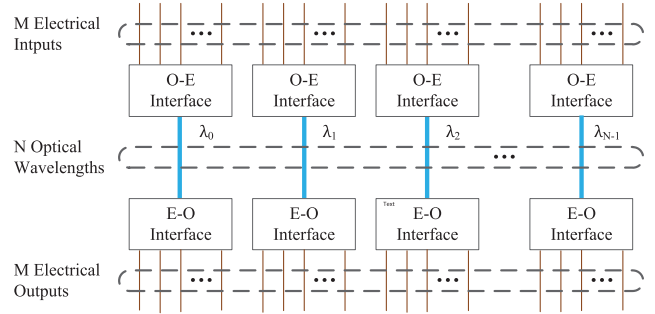 M Electrical
Intputs
O-E
Interface
O-E
Interface
O-E
Interface
O-E
Interface
λ0
λ1
λ2
λN-1
N Optical
Wavelengths
E-O
Interface
E-O
Interface
Text
E-O
Interface
E-O
Interface
M Electrical
Outputs